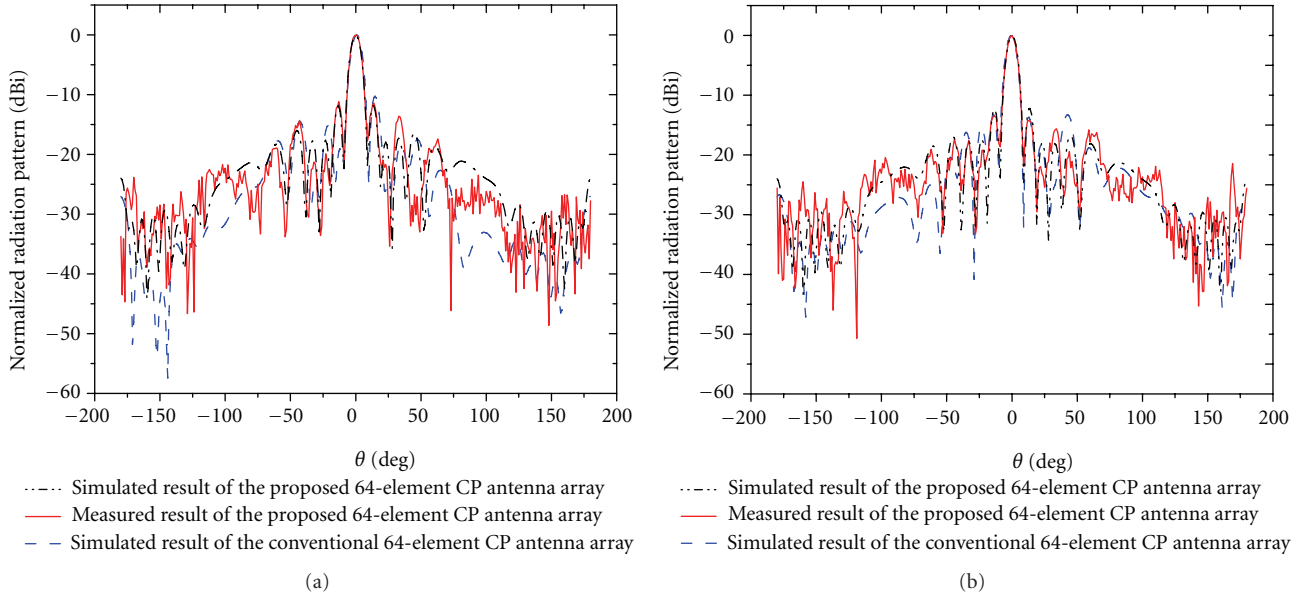 0
−10
−20
−30
−40
−50
−60
Normalized radiation pattern (dBi)
−200 −150 −100 −50 0 50 100 150 200
θ (deg)
Simulated result of the proposed 64-element CP antenna array
Measured result of the proposed 64-element CP antenna array
Simulated result of the conventional 64-element CP antenna array
(a)
0
−10
−20
−30
−40
−50
−60
Normalized radiation pattern (dBi)
−200 −150 −100 −50 0 50 100 150 200
θ (deg)
Simulated result of the proposed 64-element CP antenna array
Measured result of the proposed 64-element CP antenna array
Simulated result of the conventional 64-element CP antenna array
(b)